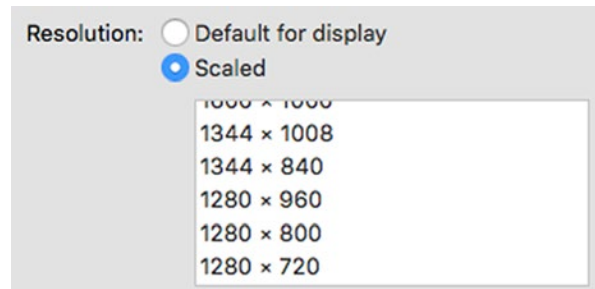 Resolution: Default for display
Scaled
1344 × 1008
1344 × 840
1280 × 960
1280 × 800
1280 × 720